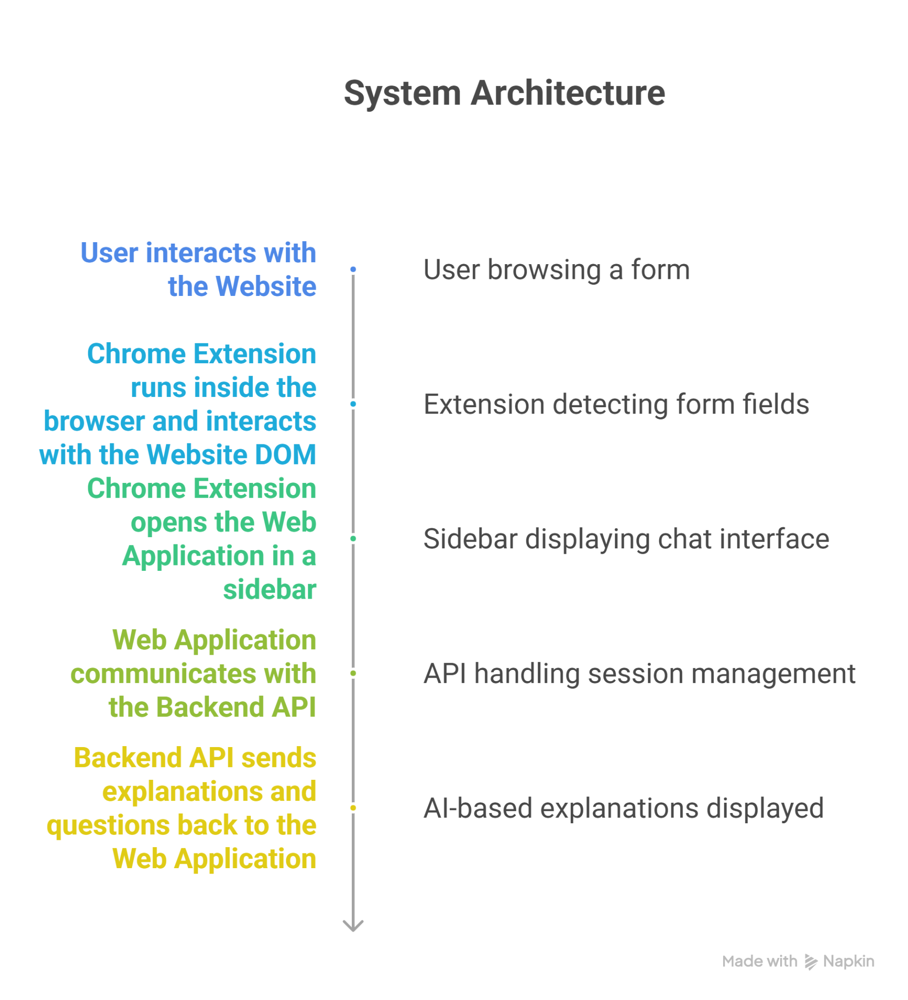 System Architecture
User interacts with
the Website
User browsing a form
Chrome Extension
runs inside the
browser and interacts
with the Website DOM
Extension detecting form fields
Chrome Extension
opens the Web
Application in a
sidebar
Sidebar displaying chat interface
Web Application
communicates with
the Backend API
API handling session management
Backend API sends
explanations and
questions back to the
Web Application
AI-based explanations displayed
Made with Napkin